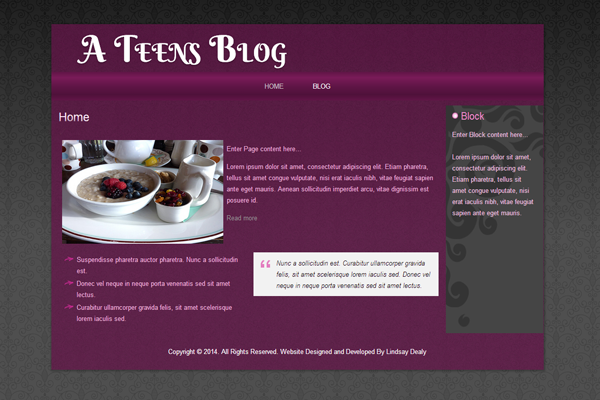 A Teens Blog
HOME BLOG
Home
Enter Page content here...
Lorem ipsum dolor sit amet, consectetur adipiscing elit. Etiam pharetra,
tellus sit amet congue vulputate, nisi erat iaculis nibh, vitae feugiat sapien
ante eget mauris. Aenean sollicitudin imperdiet arcu, vitae dignissim est
posuere id.
Read more
Suspendisse pharetra auctor pharetra. Nunc a sollicitudin
est.
Donec vel neque in neque porta venenatis sed sit amet
lectus.
Curabitur ullamcorper gravida felis, sit amet scelerisque
lorem iaculis sed.
“ Nunc a sollicitudin est. Curabitur ullamcorper gravida
felis, sit amet scelerisque lorem iaculis sed. Donec vel
neque in neque porta venenatis sed sit amet lectus.
Block
Enter Block content here...
Lorem ipsum dolor sit amet,
consectetur adipiscing elit.
Etiam pharetra, tellus sit
amet congue vulputate, nisi
erat iaculis nibh, vitae feugiat
sapien ante eget mauris.
Copyright © 2014. All Rights Reserved. Website Designed and Developed By Lindsay Dealy